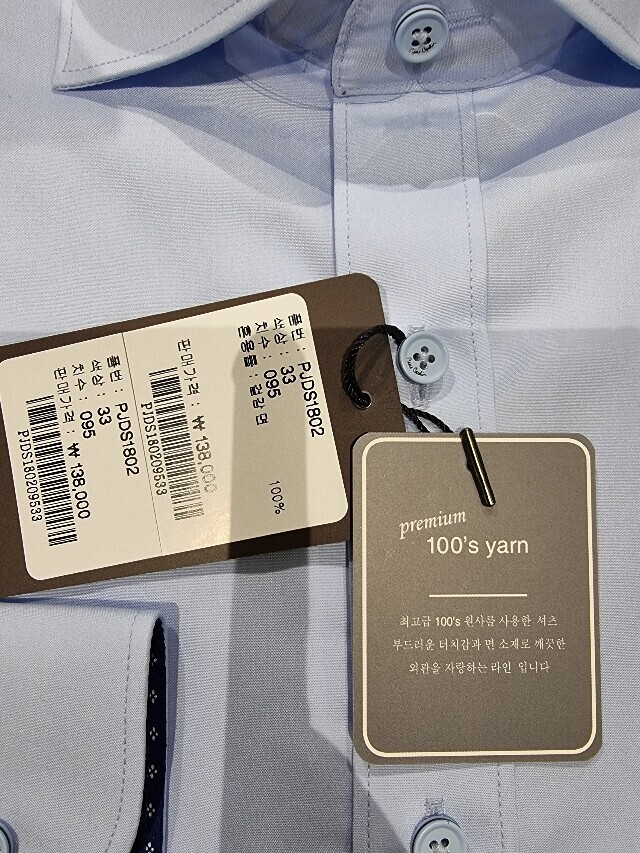 품번: PJDS1802
색상: 33
치수: 095
혼용률: 겉감 면 100%
판매가격: ₩ 138,000
PJDS180209533
품번: PJDS1802
색상: 33
치수: 095
판매가격: ₩ 138,000
PJDS180209533
premium
100's yarn
최고급 100's 원사를 사용한 셔츠
부드러운 터치감과 면 소재로 깨끗한
외관을 자랑하는 라인 입니다